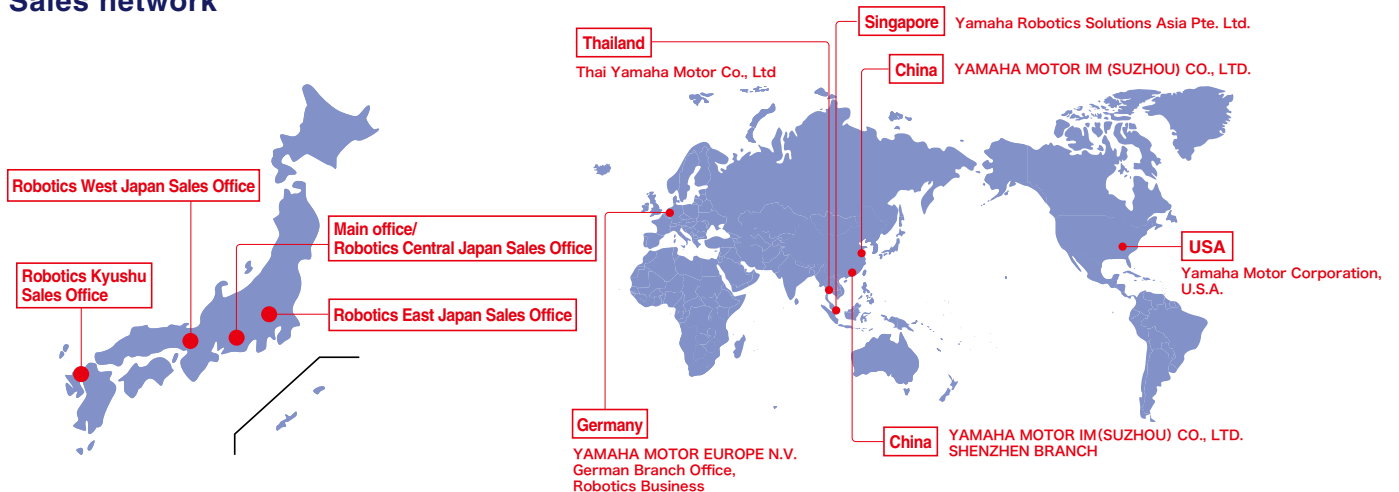 Sales network
Robotics West Japan Sales Office
Main office/
Robotics Central Japan Sales Office
Robotics Kyushu
Sales Office
Robotics East Japan Sales Office
Thailand
Thai Yamaha Motor Co., Ltd
Singapore
Yamaha Robotics Solutions Asia Pte. Ltd.
China
YAMAHA MOTOR IM (SUZHOU) CO., LTD.
USA
Yamaha Motor Corporation,
U.S.A.
Germany
YAMAHA MOTOR EUROPE N.V.
German Branch Office,
Robotics Business
China
YAMAHA MOTOR IM(SUZHOU) CO., LTD.
SHENZHEN BRANCH